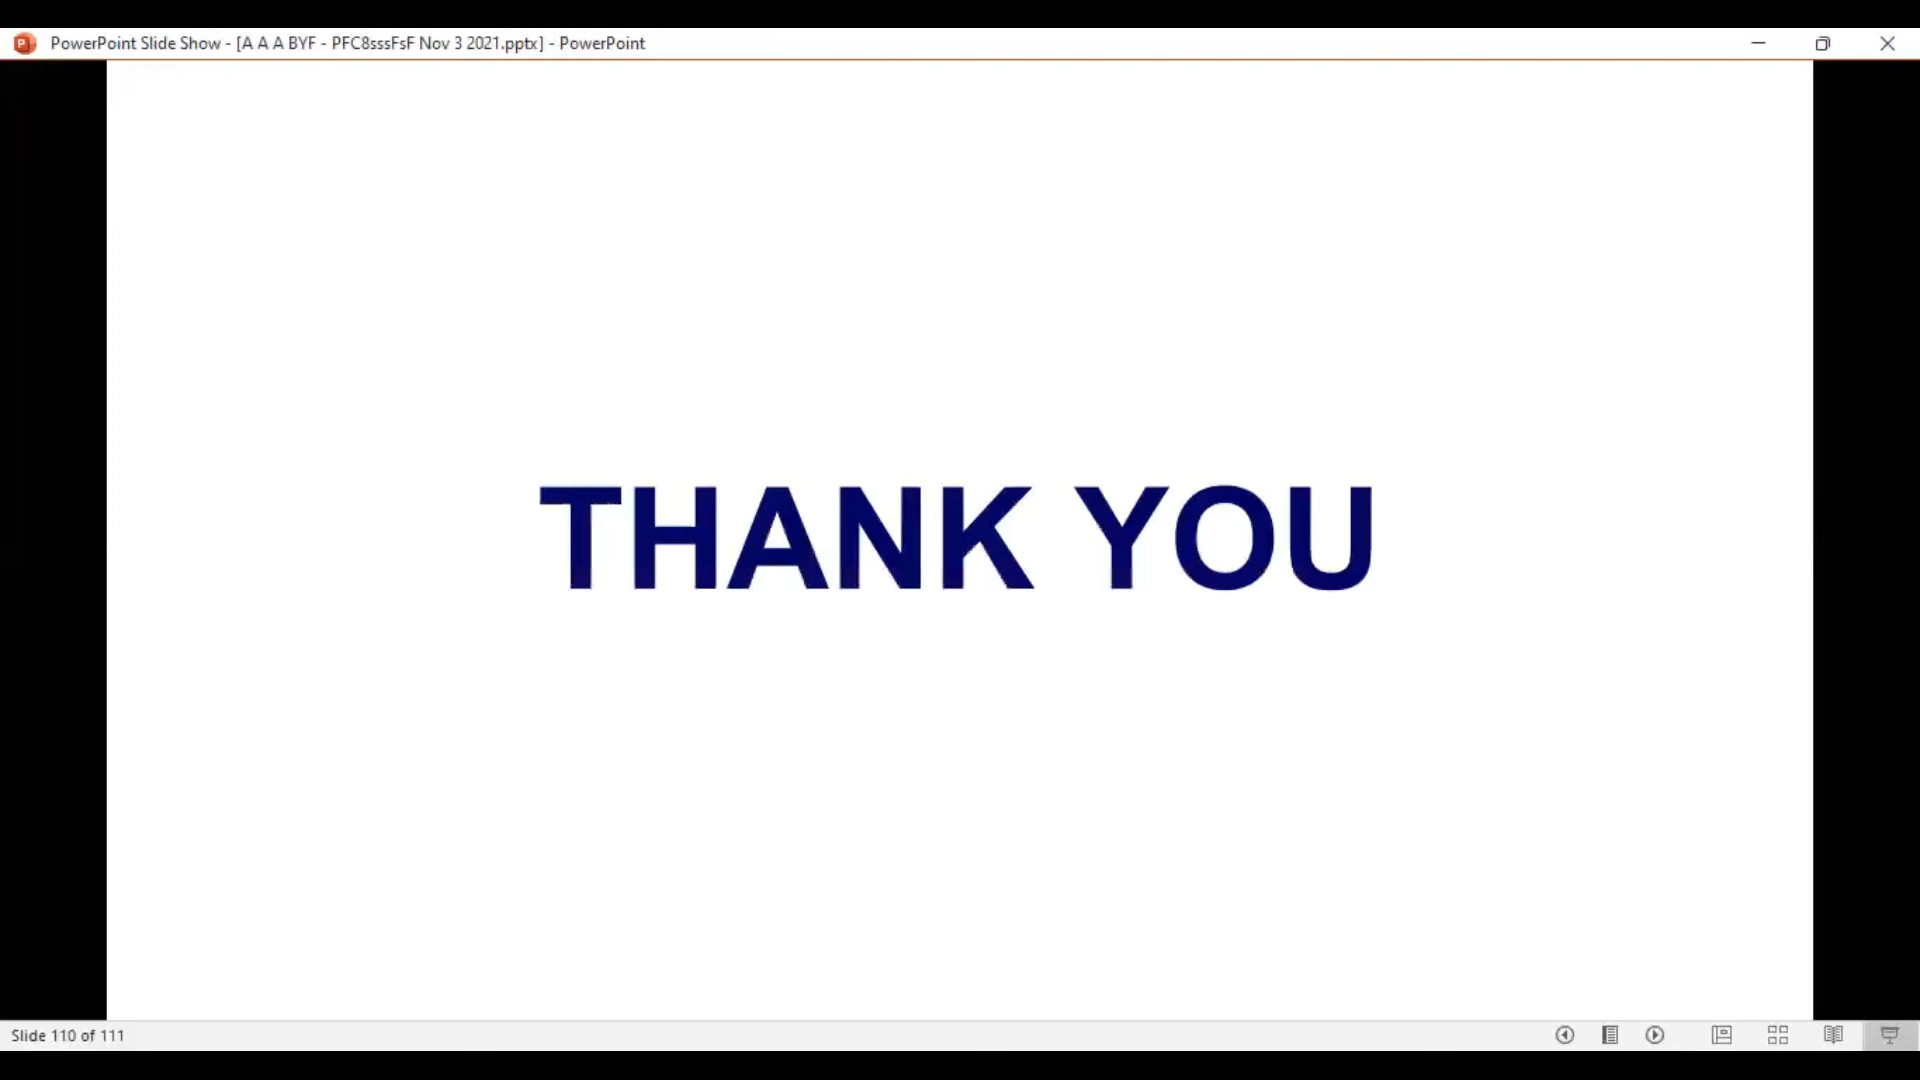 PowerPoint Slide Show - [A A A BYF - PFC8sssFsF Nov 3 2021.pptx] - PowerPoint
THANK YOU
Slide 110 of 111